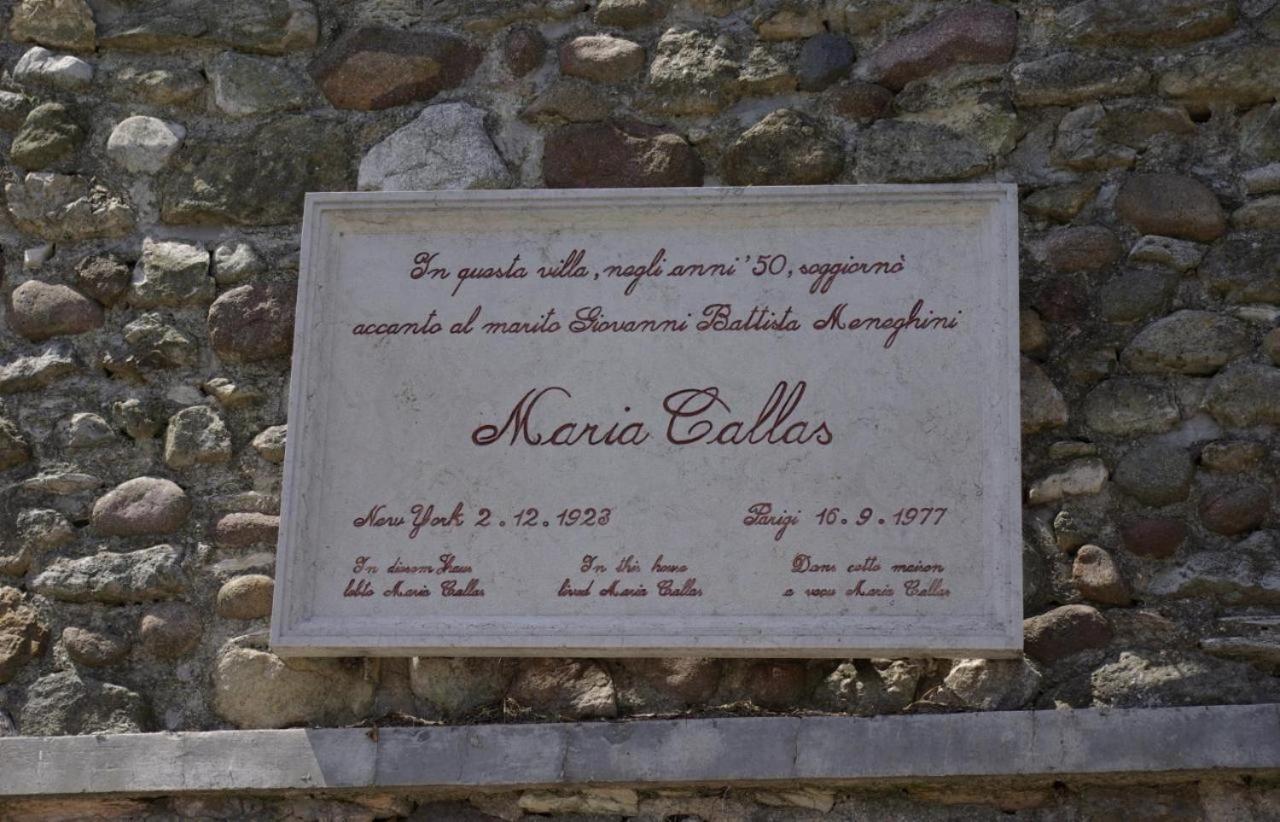 In questa villa, negli anni '50, soggiornò
accanto al marito Giovanni Battista Meneghini
Maria Callas
New York 2.12.1923
Parigi 16.9.1977
In diesem Haus
lebte Maria Callas
In this house
lived Maria Callas
Dans cette maison
a vecu Maria Callas